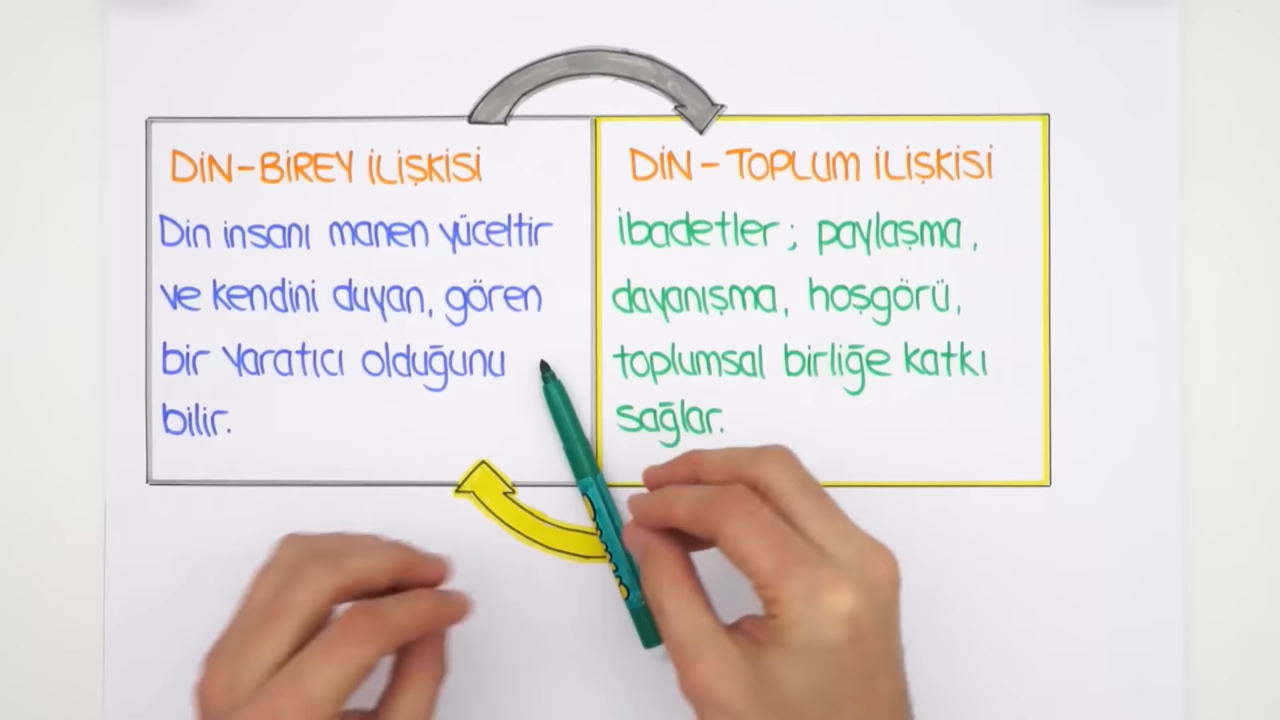 DİN-BİREY İLİŞKİSİ
Din insanı manen yüceltir
ve kendini duyan, gören
bir Yaratıcı olduğunu
bilir.
DİN-TOPLUM İLİŞKİSİ
İbadetler; paylaşma,
dayanışma, hoşgörü,
toplumsal birliğe katkı
sağlar.